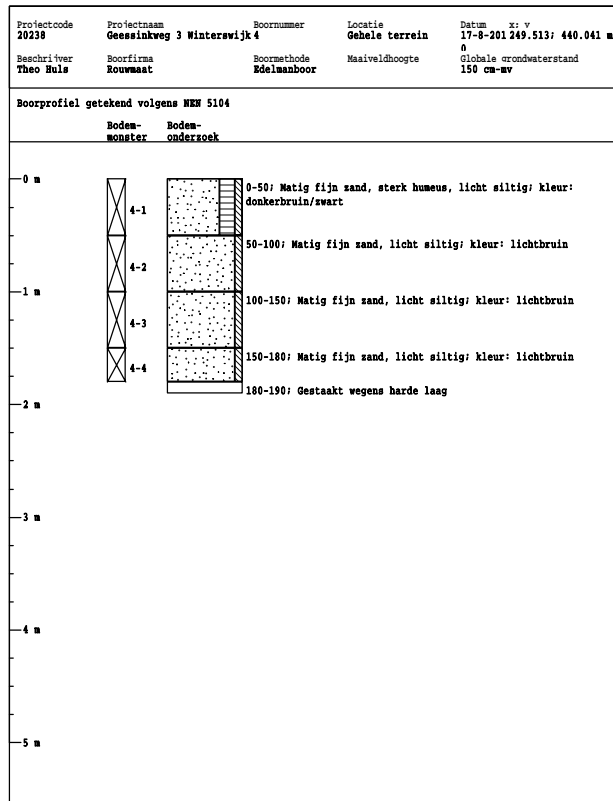 Projectcode Projectnaam Boornummer Locatie Datum x; y
20238 Geessinkweg 3 Winterswijk 4 Gehele terrein 17-8-201 249.513; 440.041 m
0
Beschrijver Boorfirma Boormethode Maaiveldhoogte Globale grondwaterstand
Theo Huls Rouwmaat Edelmanboor 150 cm-mv
Boorprofiel getekend volgens NEN 5104
Bodem- Bodem-
monster onderzoek
0 m
0-50; Matig fijn zand, sterk humeus, licht siltig; kleur:
donkerbruin/zwart
4-1
50-100; Matig fijn zand, licht siltig; kleur: lichtbruin
4-2
1 m
100-150; Matig fijn zand, licht siltig; kleur: lichtbruin
4-3
150-180; Matig fijn zand, licht siltig; kleur: lichtbruin
4-4
180-190; Gestaakt wegens harde laag
2 m
3 m
4 m
5 m